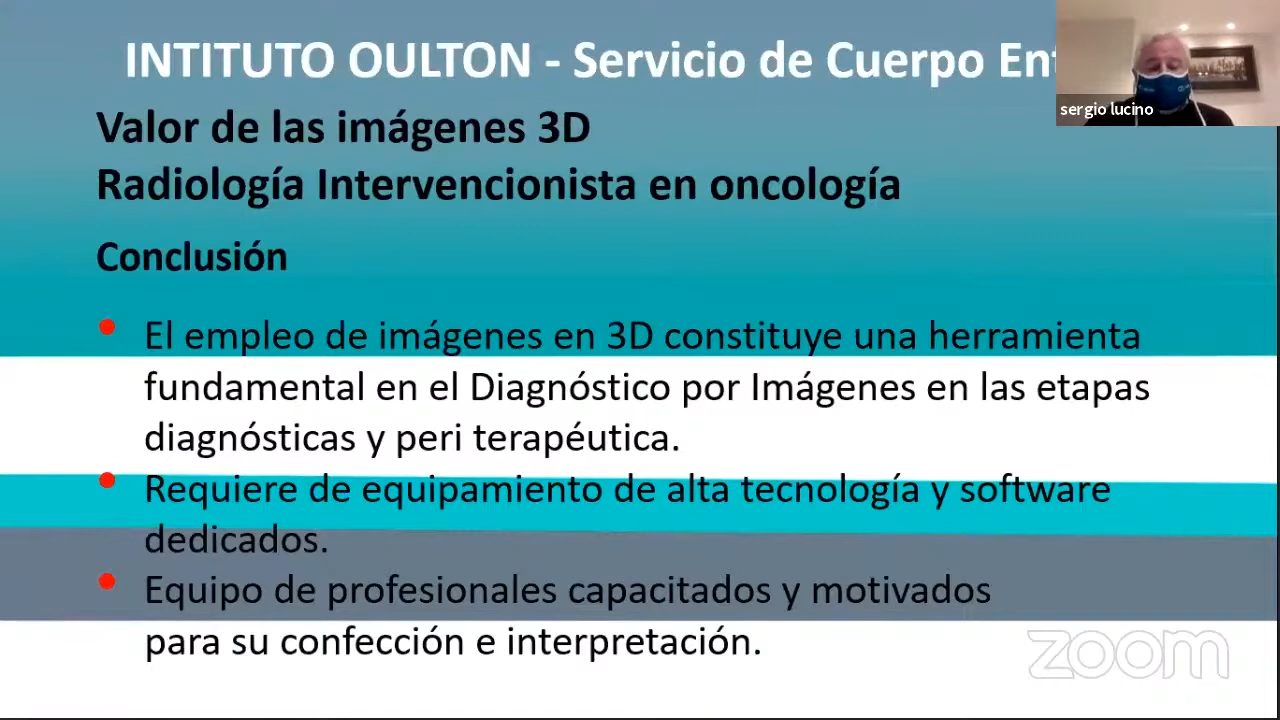 INTITUTO OULTON - Servicio de Cuerpo
sergio lucino
Valor de las imágenes 3D
Radiología Intervencionista en oncología
Conclusión
• El empleo de imágenes en 3D constituye una herramienta
fundamental en el Diagnóstico por Imágenes en las etapas
diagnósticas y peri terapéutica.
• Requiere de equipamiento de alta tecnología y software
dedicados.
• Equipo de profesionales capacitados y motivados
para su confección e interpretación.
zoom